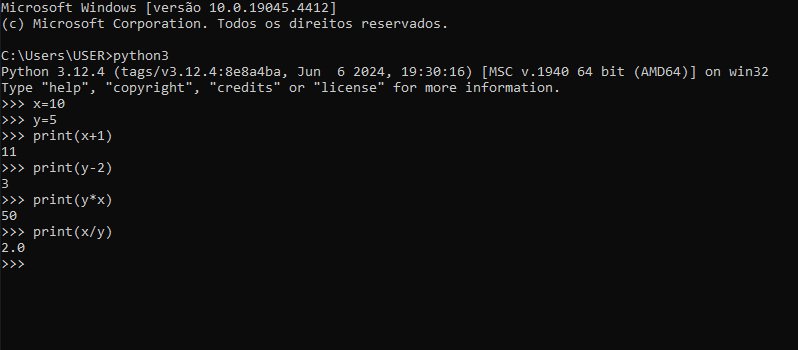 Microsoft Windows [versão 10.0.19045.4412]
(c) Microsoft Corporation. Todos os direitos reservados.
C:\Users\USER>python3
Python 3.12.4 (tags/v3.12.4:8e8a4ba, Jun  6 2024, 19:30:16) [MSC v.1940 64 bit (AMD64)] on win32
Type "help", "copyright", "credits" or "license" for more information.
>>> x=10
>>> y=5
>>> print(x+1)
11
>>> print(y-2)
3
>>> print(y*x)
50
>>> print(x/y)
2.0
>>>